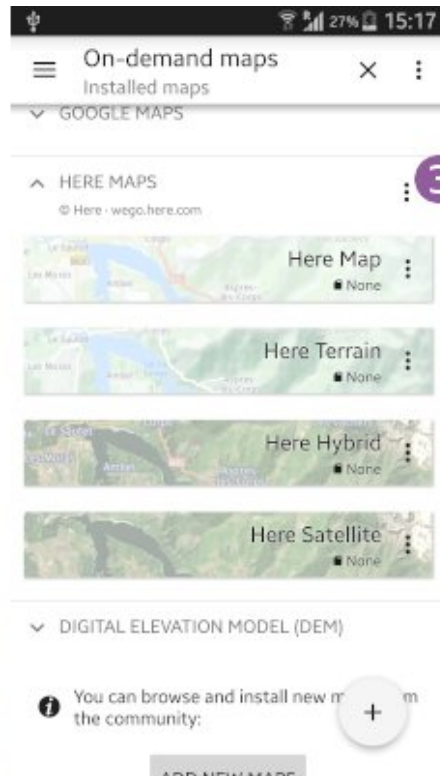 27% 15:17
On-demand maps
Installed maps
GOOGLE MAPS
HERE MAPS
3
© Here - wego.here.com
Here Map
None
Here Terrain
None
Here Hybrid
None
Here Satellite
None
DIGITAL ELEVATION MODEL (DEM)
You can browse and install new m m
the community:
+
ADD NEW MAPS